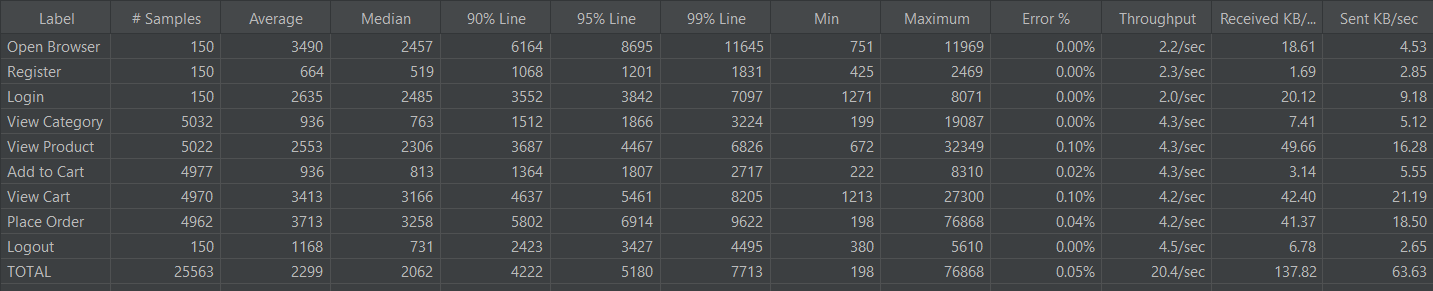 Label # Samples Average Median 90% Line 95% Line 99% Line Min Maximum Error % Throughput Received KB/... Sent KB/sec
Open Browser 150 3490 2457 6164 8695 11645 751 11969 0.00% 2.2/sec 18.61 4.53
Register 150 664 519 1068 1201 1831 425 2469 0.00% 2.3/sec 1.69 2.85
Login 150 2635 2485 3552 3842 7097 1271 8071 0.00% 2.0/sec 20.12 9.18
View Category 5032 936 763 1512 1866 3224 199 19087 0.00% 4.3/sec 7.41 5.12
View Product 5022 2553 2306 3687 4467 6826 672 32349 0.10% 4.3/sec 49.66 16.28
Add to Cart 4977 936 813 1364 1807 2717 222 8310 0.02% 4.2/sec 3.14 5.55
View Cart 4970 3413 3166 4637 5461 8205 1213 27300 0.10% 4.2/sec 42.40 21.19
Place Order 4962 3713 3258 5802 6914 9622 198 76868 0.04% 4.2/sec 41.37 18.50
Logout 150 1168 731 2423 3427 4495 380 5610 0.00% 4.5/sec 6.78 2.65
TOTAL 25563 2299 2062 4222 5180 7713 198 76868 0.05% 20.4/sec 137.82 63.63